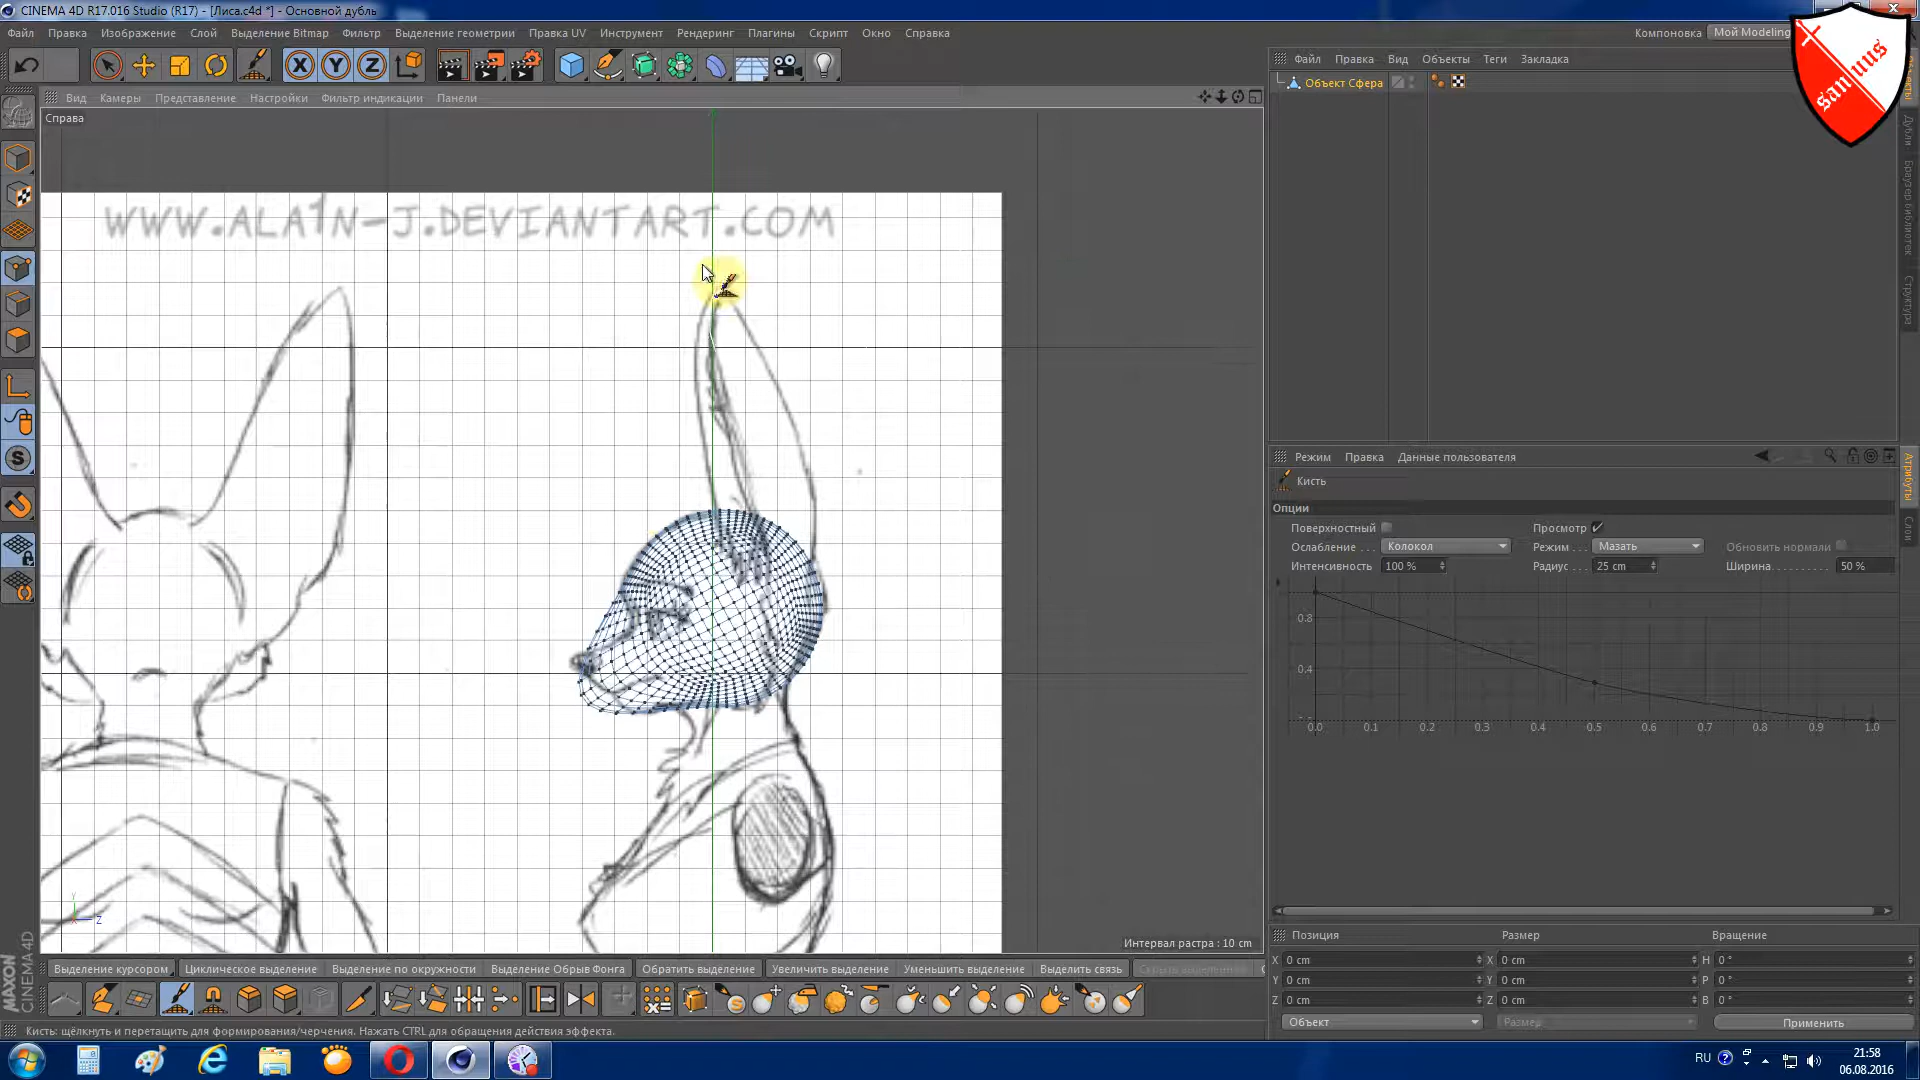 CINEMA 4D R17.016 Studio (R17) - [Лиса.c4d *] - Основной дубль
Файл Правка Изображение Слой Выделение Bitmap Фильтр Выделение геометрии Правка UV Инструмент Рендеринг Плагины Скрипт Окно Справка
Компоновка Мой Modeling
sanuus
X Y Z
Файл Правка Вид Объекты Теги Закладка
Объект Сфера
Вид Камеры Представление Настройки Фильтр индикации Панели
Справа
WWW.ALA1N-J.DEVIANTART.COM
Дубли
Браузер библиотек
Структура
Режим Правка Данные пользователя
Атрибуты
Слои
Кисть
Опции
Поверхностный Просмотр
Ослабление . . . Колокол Режим . . . Мазать Обновить нормали
Интенсивность 100 % Радиус . . . 25 cm Ширина. . . . . . . . . . 50 %
0.8
0.4
0.0 0.1 0.2 0.3 0.4 0.5 0.6 0.7 0.8 0.9 1.0
Y
Z
Интервал растра : 10 cm
Позиция Размер Вращение
X 0 cm X 0 cm H 0 °
Y 0 cm Y 0 cm P 0 °
Z 0 cm Z 0 cm B 0 °
Объект Размер Применить
MAXON
CINEMA 4D
Выделение курсором Циклическое выделение Выделение по окружности Выделение Обрыв Фонга Обратить выделение Увеличить выделение Уменьшить выделение Выделить связь
Кисть: щёлкнуть и перетащить для формирования/черчения. Нажать CTRL для обращения действия эффекта.
RU
21:58
06.08.2016